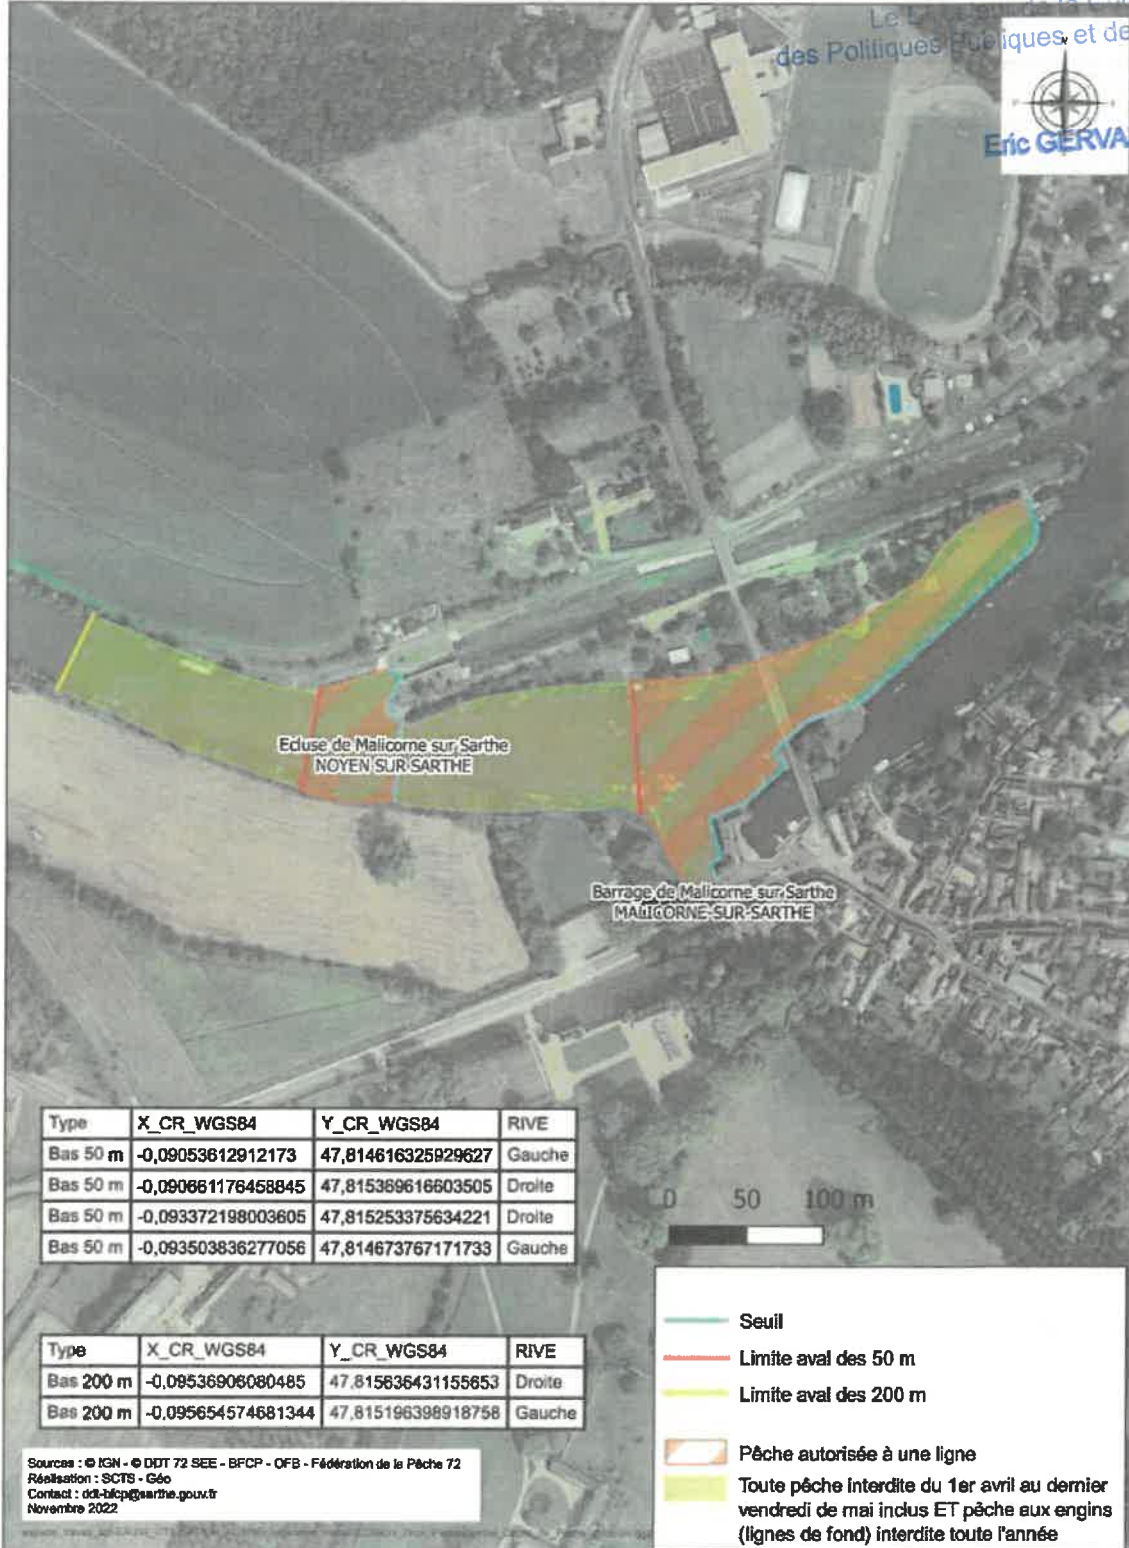 des Politiques Publiques et de
N
Eric GERVA
Ecluse de Malicorne sur Sarthe
NOYEN SUR SARTHE
Barrage de Malicorne sur Sarthe
MALICORNE-SUR-SARTHE
Type X_CR_WGS84 Y_CR_WGS84 RIVE
Bas 50 m -0,09053612912173 47,814616325929627 Gauche
Bas 50 m -0,090661176458845 47,815369616603505 Droite
Bas 50 m -0,093372198003605 47,815253375634221 Droite
Bas 50 m -0,093503836277056 47,814673767171733 Gauche
0 50 100 m
Type X_CR_WGS84 Y_CR_WGS84 RIVE
Bas 200 m -0,09536906080485 47,815636431155653 Droite
Bas 200 m -0,095654574681344 47,815196398918758 Gauche
Seuil
Limite aval des 50 m
Limite aval des 200 m
Pêche autorisée à une ligne
Toute pêche interdite du 1er avril au dernier
vendredi de mai inclus ET pêche aux engins
(lignes de fond) interdite toute l'année
Sources : © IGN - © DDT 72 SEE - BFCP - OFB - Fédération de la Pêche 72
Réalisation : SCTS - Géo
Contact : ddt-bfcp@sarthe.gouv.fr
Novembre 2022